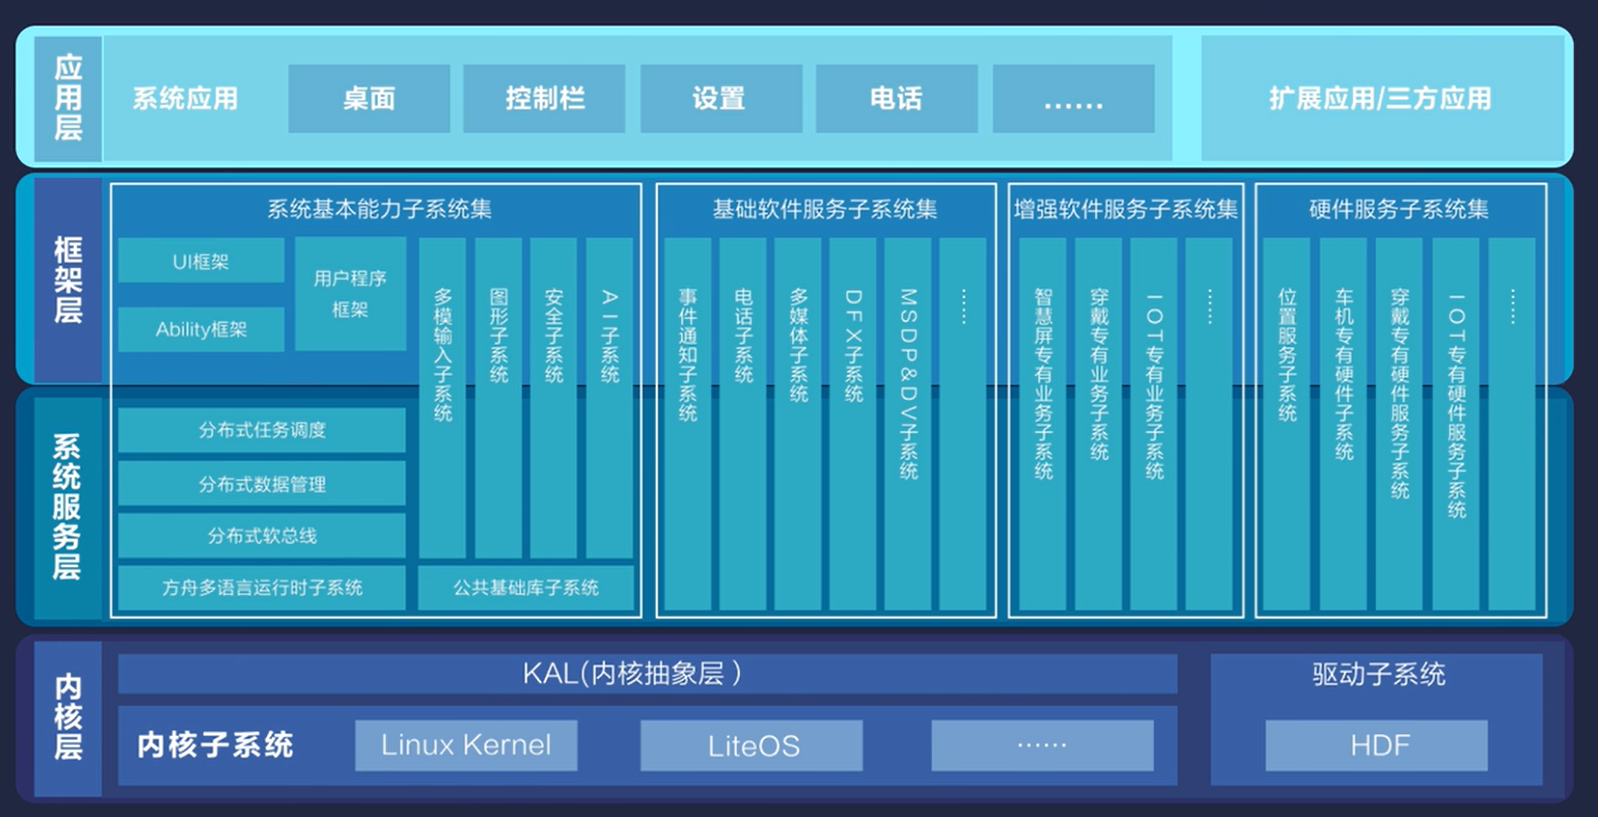 应用层
系统应用
桌面
控制栏
设置
电话
......
扩展应用/三方应用
框架层
系统基本能力子系统集
UI框架
Ability框架
用户程序
框架
多模输入子系统
图形子系统
安全子系统
AI子系统
基础软件服务子系统集
事件通知子系统
电话子系统
多媒体子系统
DFX子系统
MSDP&DV子系统
......
增强软件服务子系统集
智慧屏专有业务子系统
穿戴专有业务子系统
IOT专有业务子系统
......
硬件服务子系统集
位置服务子系统
车机专有硬件子系统
穿戴专有硬件服务子系统
IOT专有硬件服务子系统
......
系统服务层
分布式任务调度
分布式数据管理
分布式软总线
方舟多语言运行时子系统
公共基础库子系统
内核层
KAL(内核抽象层）
内核子系统
Linux Kernel
LiteOS
......
驱动子系统
HDF